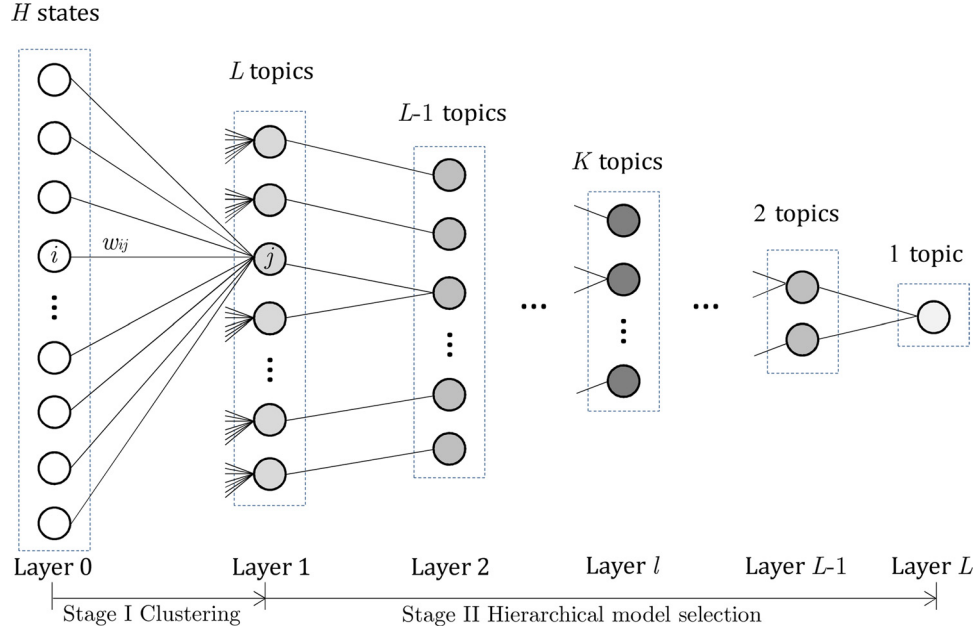 H states
L topics
L-1 topics
K topics
2 topics
1 topic
i
wij
j
...
...
Layer 0
Layer 1
Layer 2
Layer l
Layer L-1
Layer L
Stage I Clustering
Stage II Hierarchical model selection